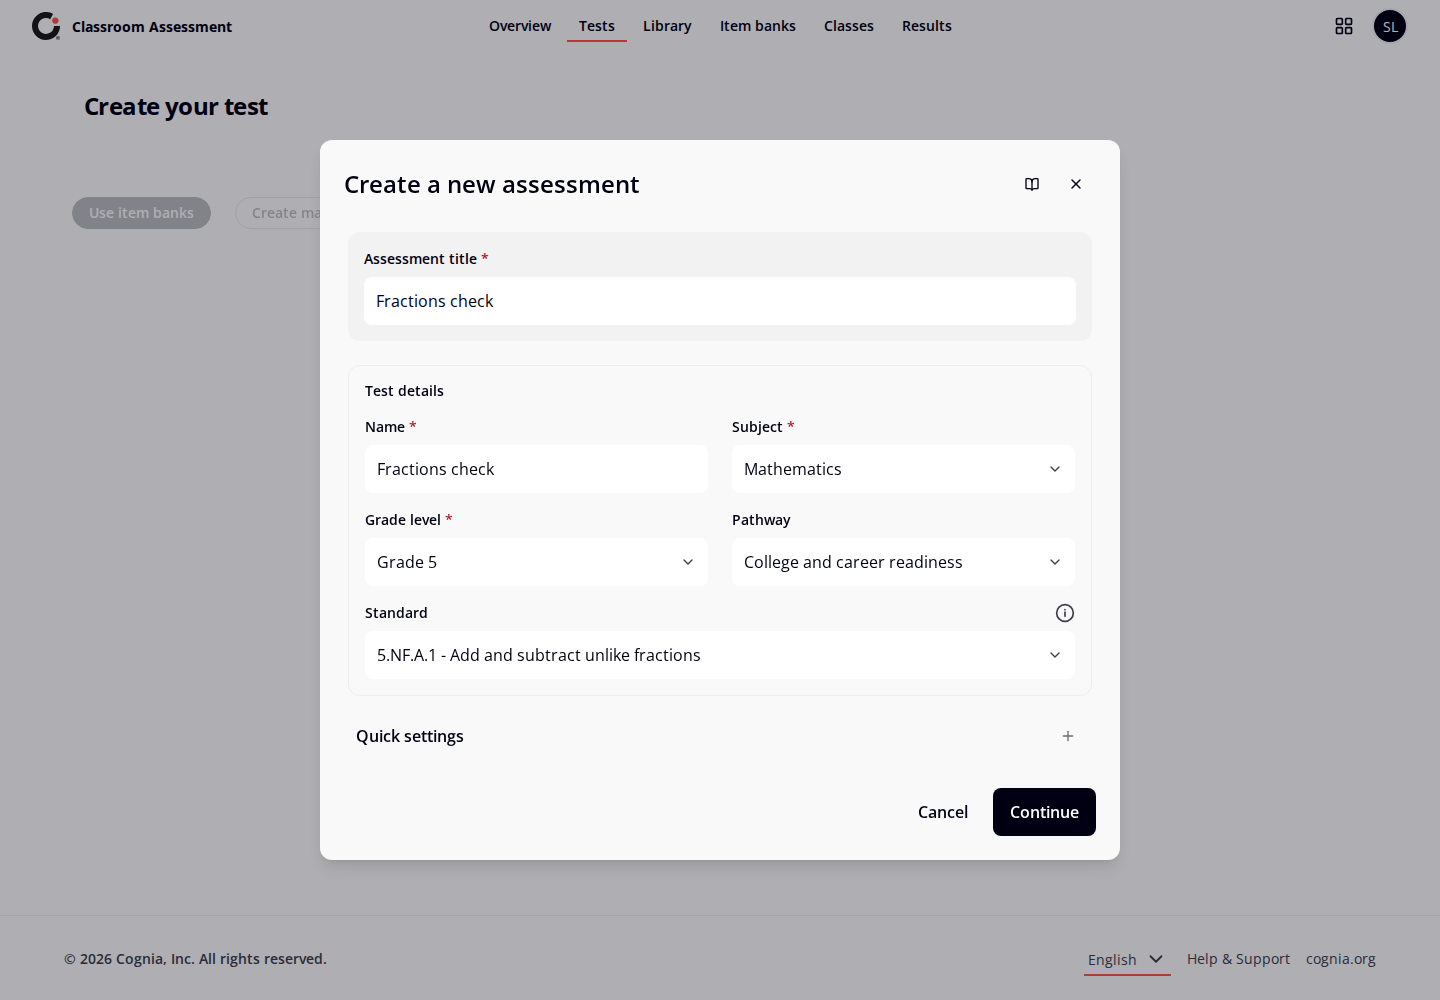 Classroom Assessment
Overview
Tests
Library
Item banks
Classes
Results
SL
Create your test
Use item banks
Create ma
Create a new assessment
Assessment title *
Fractions check
Test details
Name *
Subject *
Fractions check
Mathematics
Grade level *
Pathway
Grade 5
College and career readiness
Standard
5.NF.A.1 - Add and subtract unlike fractions
Quick settings
Cancel
Continue
© 2026 Cognia, Inc. All rights reserved.
English
Help & Support
cognia.org